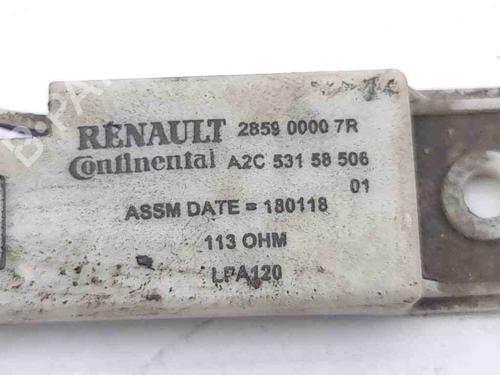 RENAULT 2859 0000 7R
Continental A2C 531 58 506
01
ASSM DATE = 180118
113 OHM
LPA120